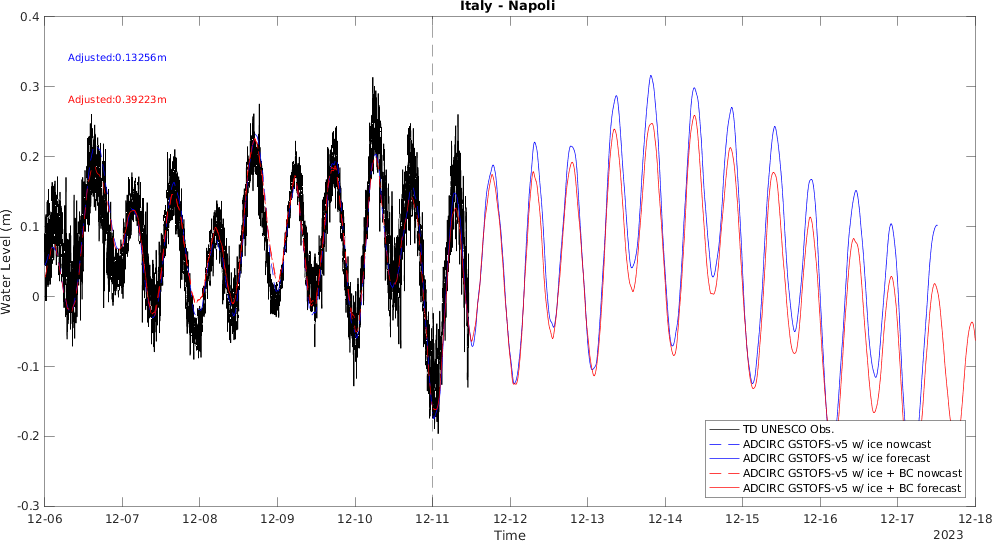 Italy - Napoli
0.4
0.3
0.2
0.1
0
-0.1
-0.2
-0.3
Water Level (m)
Adjusted:0.13256m
Adjusted:0.39223m
TD UNESCO Obs.
ADCIRC GSTOFS-v5 w/ ice nowcast
ADCIRC GSTOFS-v5 w/ ice forecast
ADCIRC GSTOFS-v5 w/ ice + BC nowcast
ADCIRC GSTOFS-v5 w/ ice + BC forecast
12-06 12-07 12-08 12-09 12-10 12-11 12-12 12-13 12-14 12-15 12-16 12-17 12-18
Time
2023